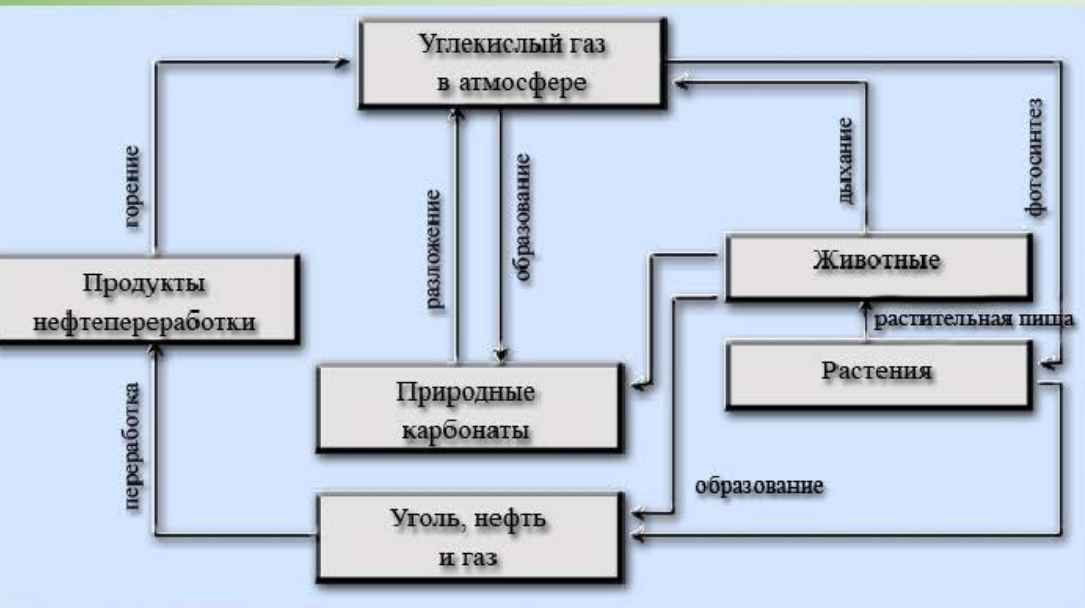 Углекислый газ
в атмосфере
горение
разложение
образование
дыхание
фотосинтез
Животные
Продукты
нефтепереработки
растительная пища
Растения
Природные
карбонаты
переработка
образование
Уголь, нефть
и газ